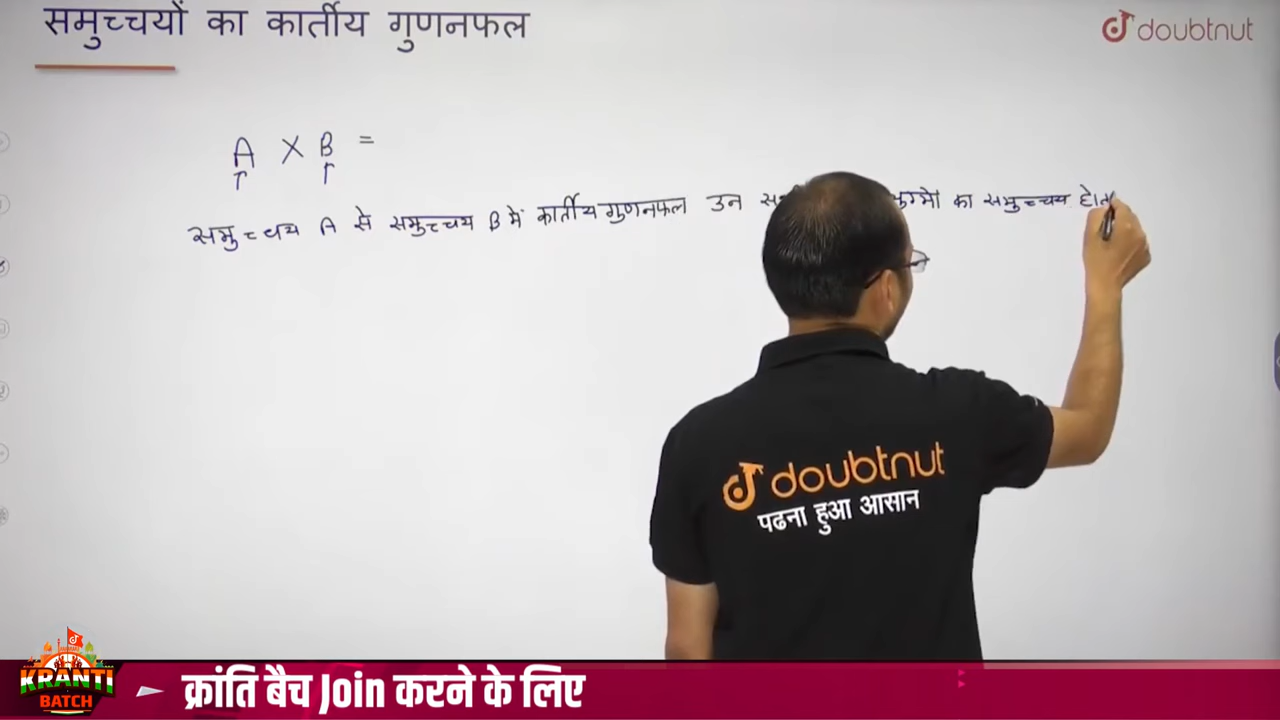 समुच्चयों का कार्तीय गुणनफल
doubtnut
A X B =
समुच्चय A से समुच्चय B में कार्तीय गुणनफल उन का समुच्चय
doubtnut
पढना हुआ आसान
KRANTI
BATCH
क्रांति बैच Join करने के लिए